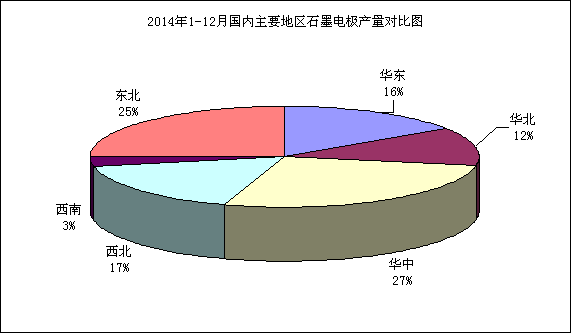 2014年1-12月国内主要地区石墨电极产量对比图
华东
16%
华北
12%
东北
25%
西南
3%
西北
17%
华中
27%